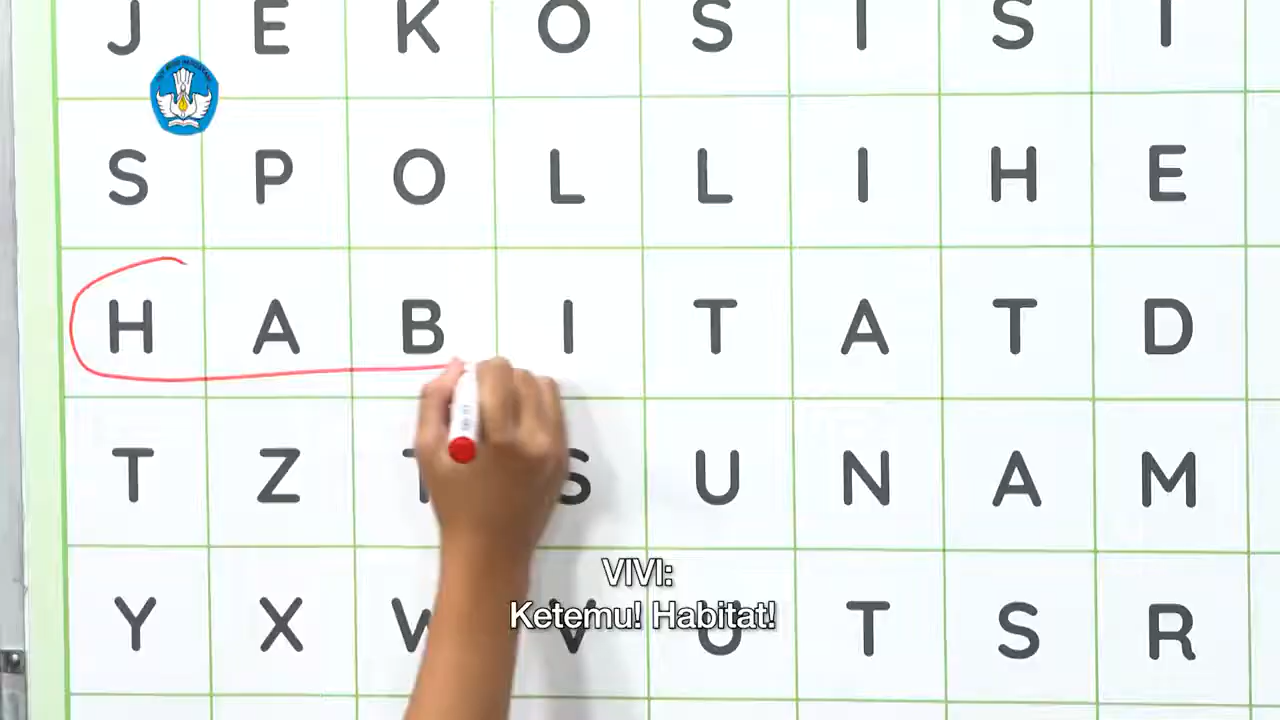 J E K O S I S I
S P O L L I H E
H A B I T A T D
T Z T S U N A M
Y X W V U T S R
VIVI:
Ketemu! Habitat!